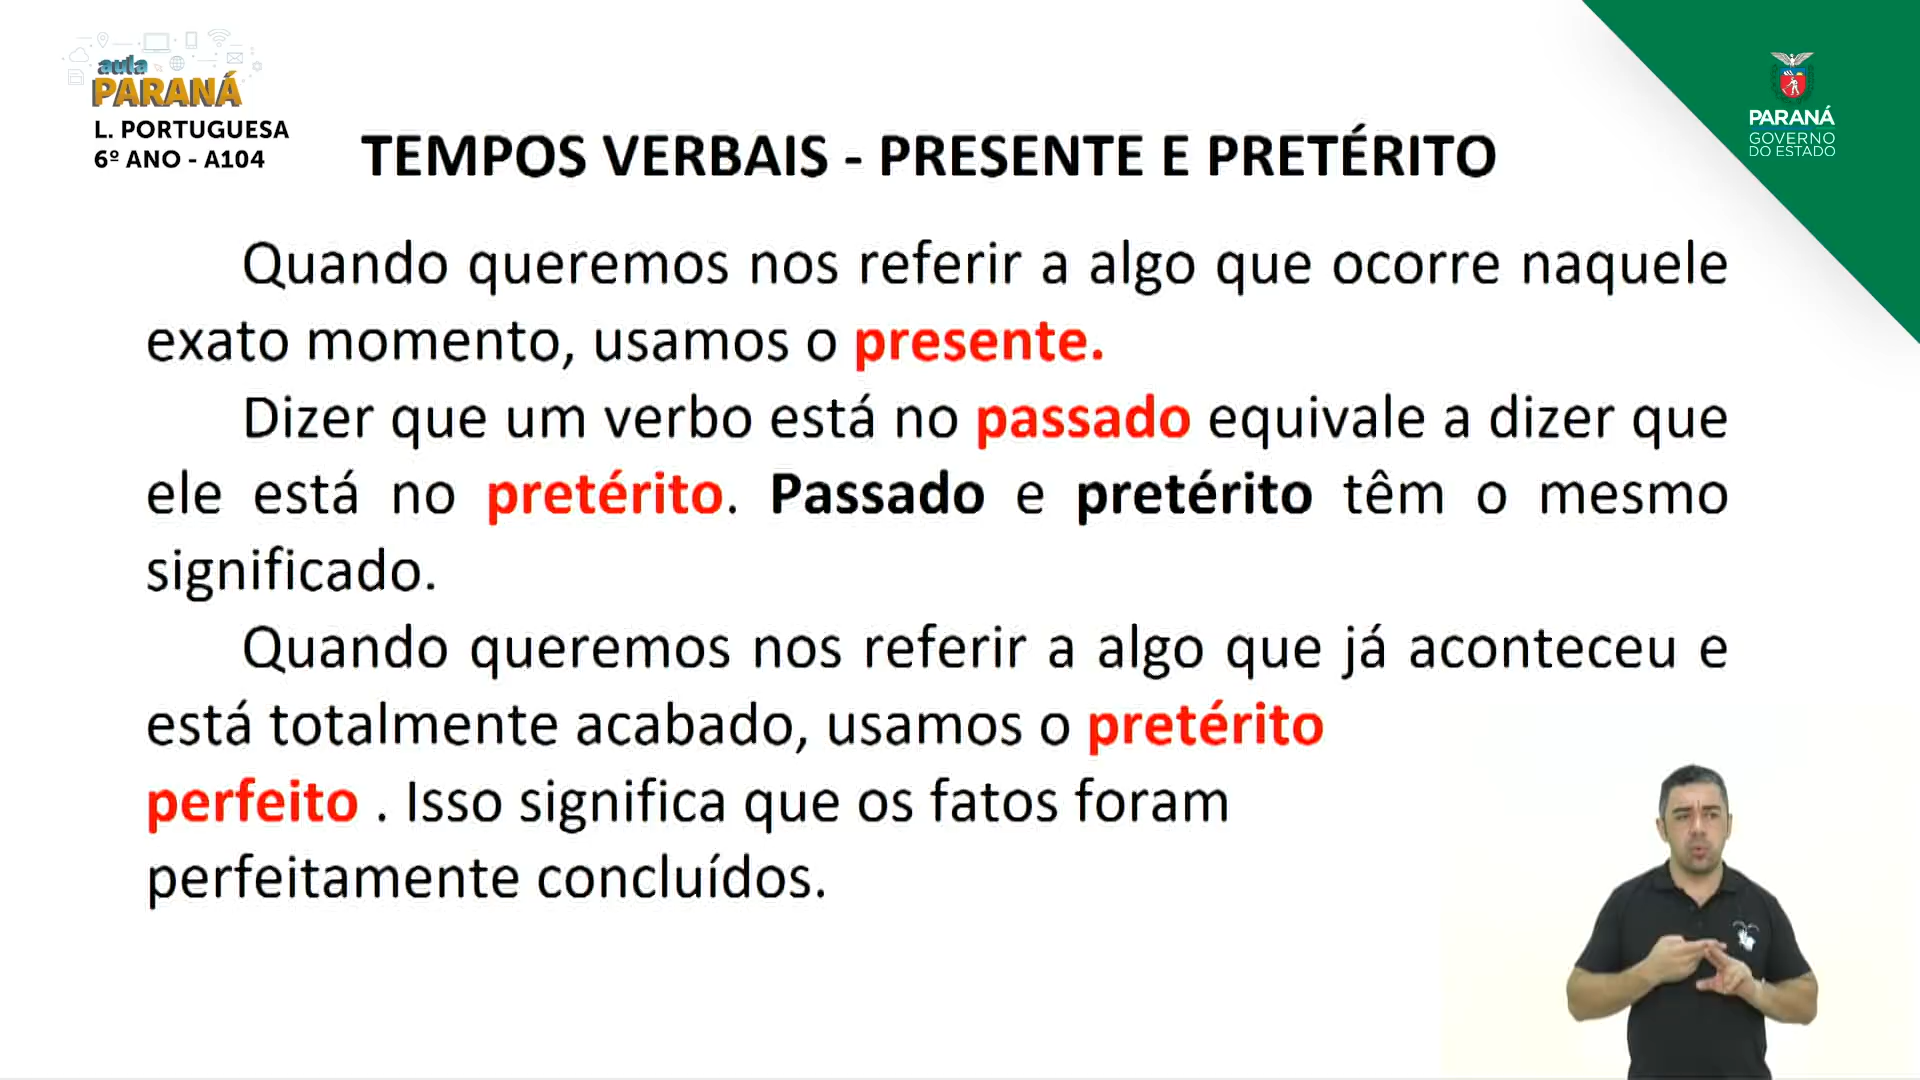 aula
PARANÁ
L. PORTUGUESA
6º ANO - A104
PARANÁ
GOVERNO
DO ESTADO
TEMPOS VERBAIS - PRESENTE E PRETÉRITO
Quando queremos nos referir a algo que ocorre naquele
exato momento, usamos o presente.
Dizer que um verbo está no passado equivale a dizer que
ele está no pretérito. Passado e pretérito têm o mesmo
significado.
Quando queremos nos referir a algo que já aconteceu e
está totalmente acabado, usamos o pretérito
perfeito . Isso significa que os fatos foram
perfeitamente concluídos.